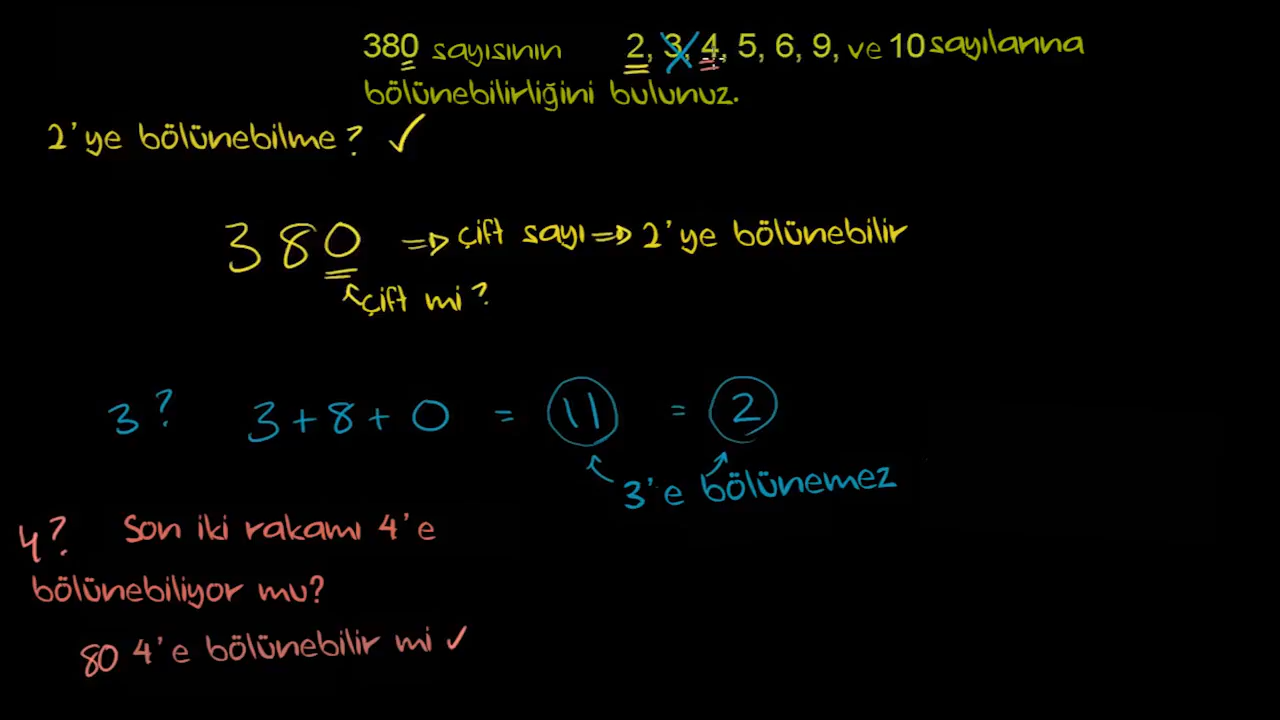 380 sayısının 2, 3, 4, 5, 6, 9, ve 10 sayılarına
bölünebilirliğini bulunuz.
2'ye bölünebilme? ✓
380 => çift sayı => 2'ye bölünebilir
çift mi?
3? 3+8+0 = 11 = 2
3'e bölünemez
4? Son iki rakamı 4'e
bölünebiliyor mu?
80 4'e bölünebilir mi ✓